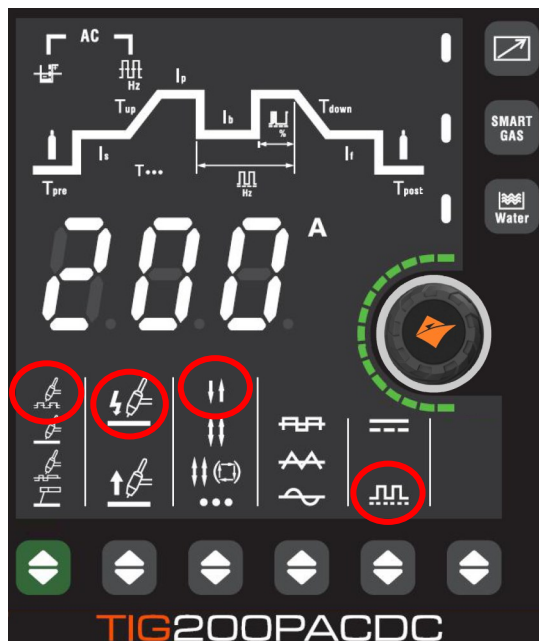 AC
Hz
Ip
Tup
Ib
%
Tdown
Is
T•••
If
Hz
Tpre
Tpost
SMART
GAS
Water
200 A
TIG200PACDC